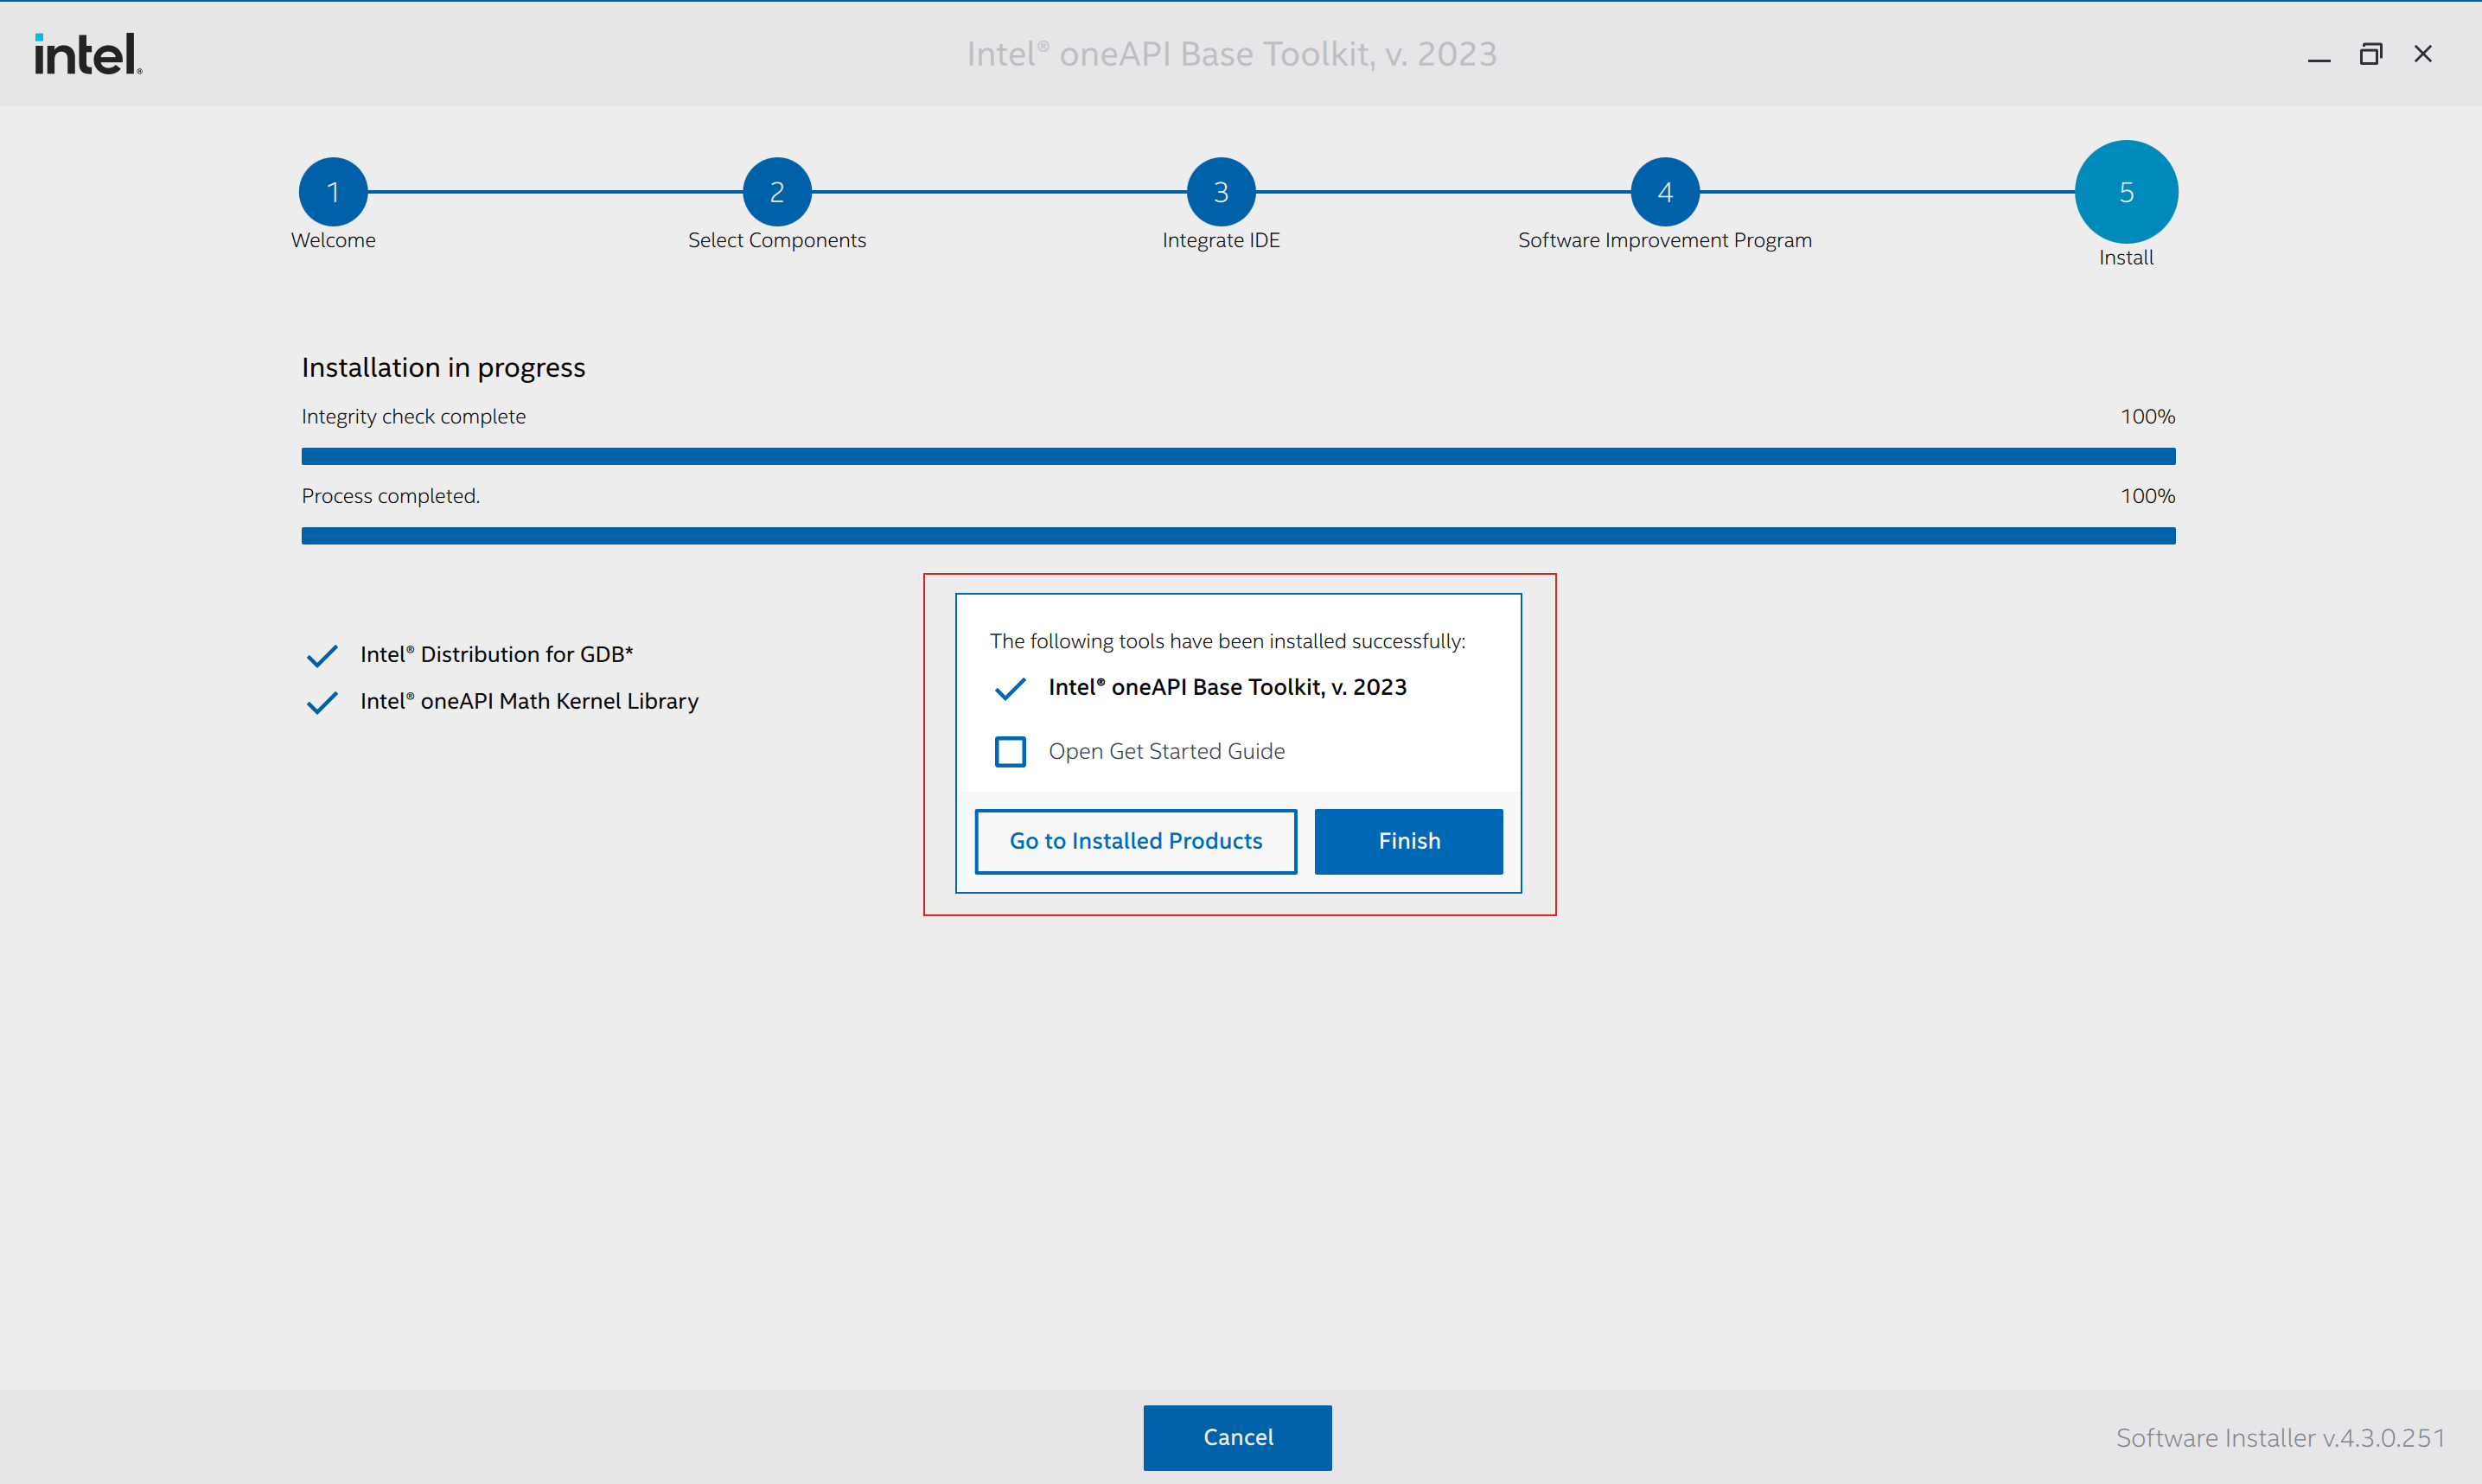 intel®
Intel® oneAPI Base Toolkit, v. 2023
1
2
3
4
5
Welcome
Select Components
Integrate IDE
Software Improvement Program
Install
Installation in progress
Integrity check complete
100%
Process completed.
100%
Intel® Distribution for GDB*
Intel® oneAPI Math Kernel Library
The following tools have been installed successfully:
Intel® oneAPI Base Toolkit, v. 2023
Open Get Started Guide
Go to Installed Products
Finish
Cancel
Software Installer v.4.3.0.251